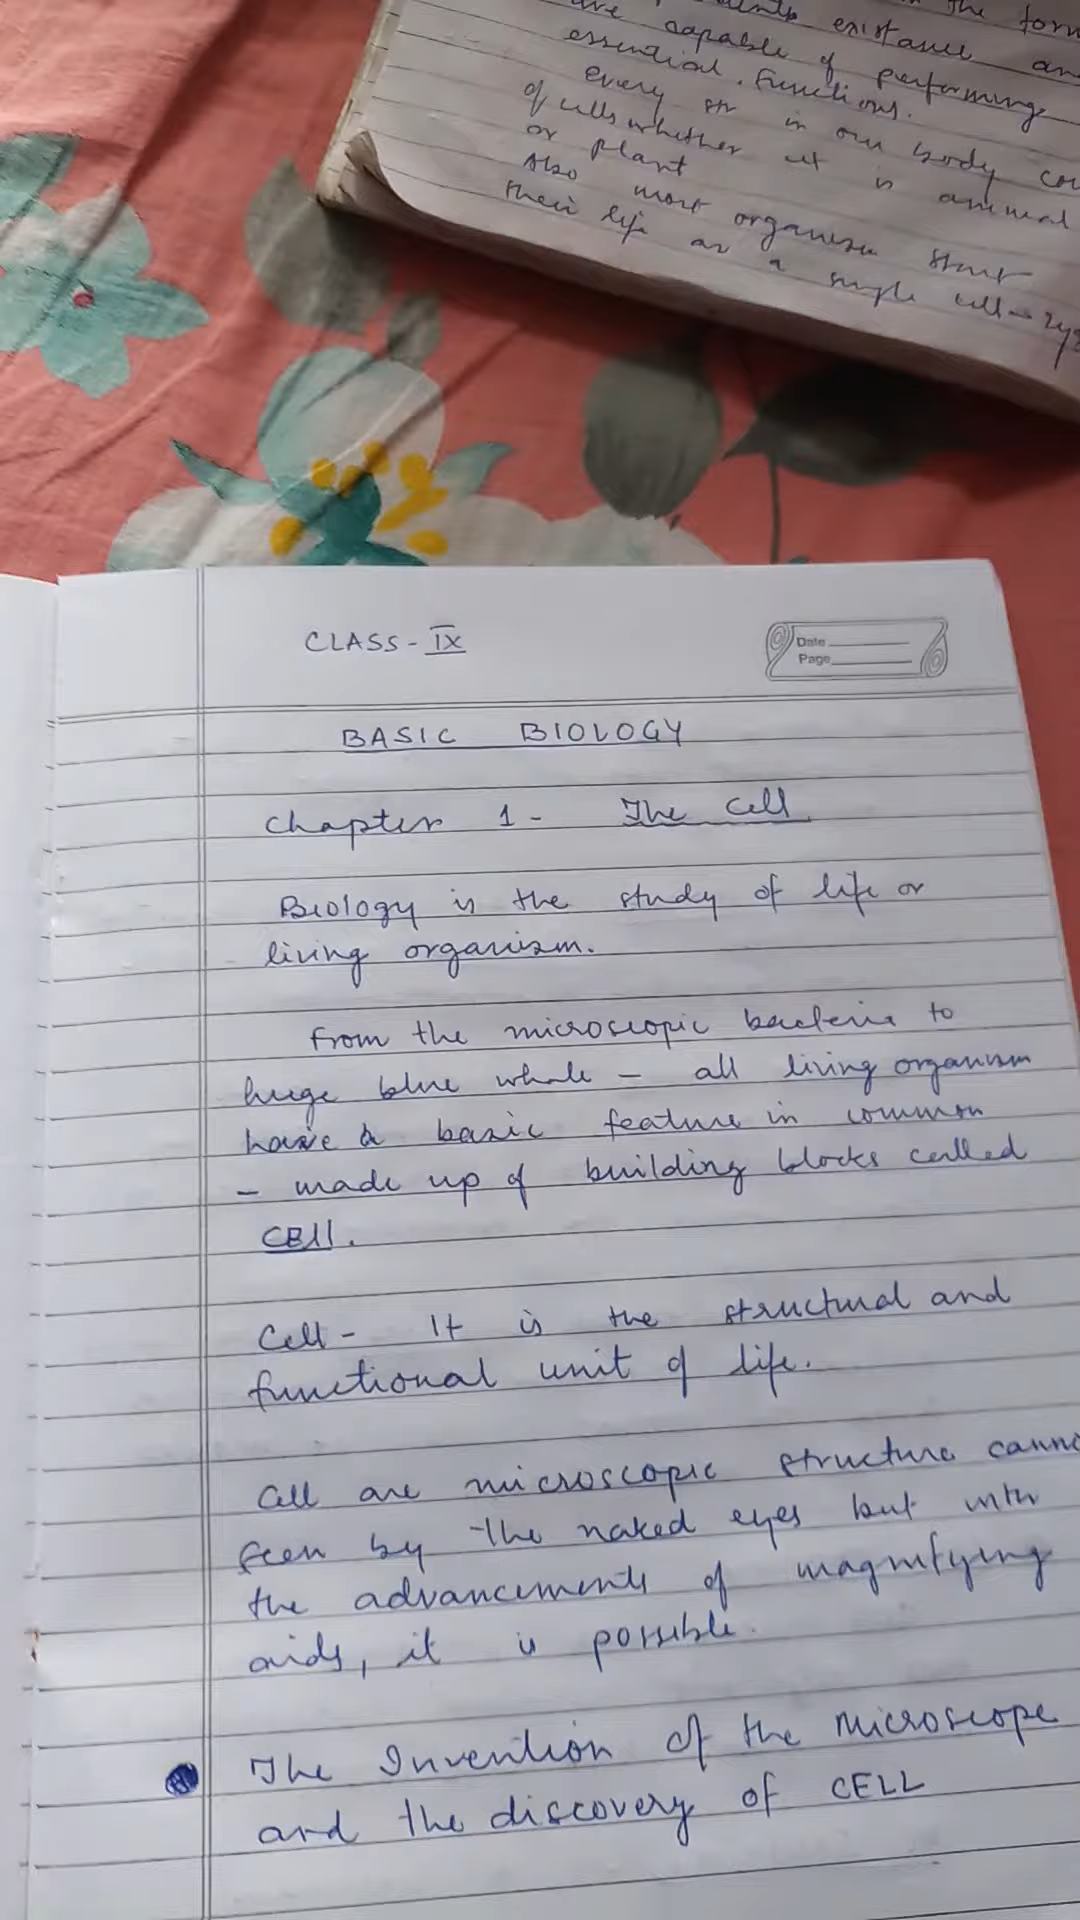 the form
existance an
are capable of performing
essential. functions.
every str in our body con
of cells whether it is animal
or plant
Also most organism start
their life as a single cell → zyg
CLASS - IX
Date
Page
BASIC BIOLOGY
Chapter 1 - The Cell
Biology is the study of life or
living organism.
from the microscopic bacteria to
huge blue whale - all living organism
have a basic feature in common
- made up of building blocks called
CEll.
Cell - It is the structural and
functional unit of life.
Cell are microscopic structure canno
seen by the naked eyes but with
the advancements of magnifying
aids, it is possible.
The Invention of the Microscope
and the discovery of CELL